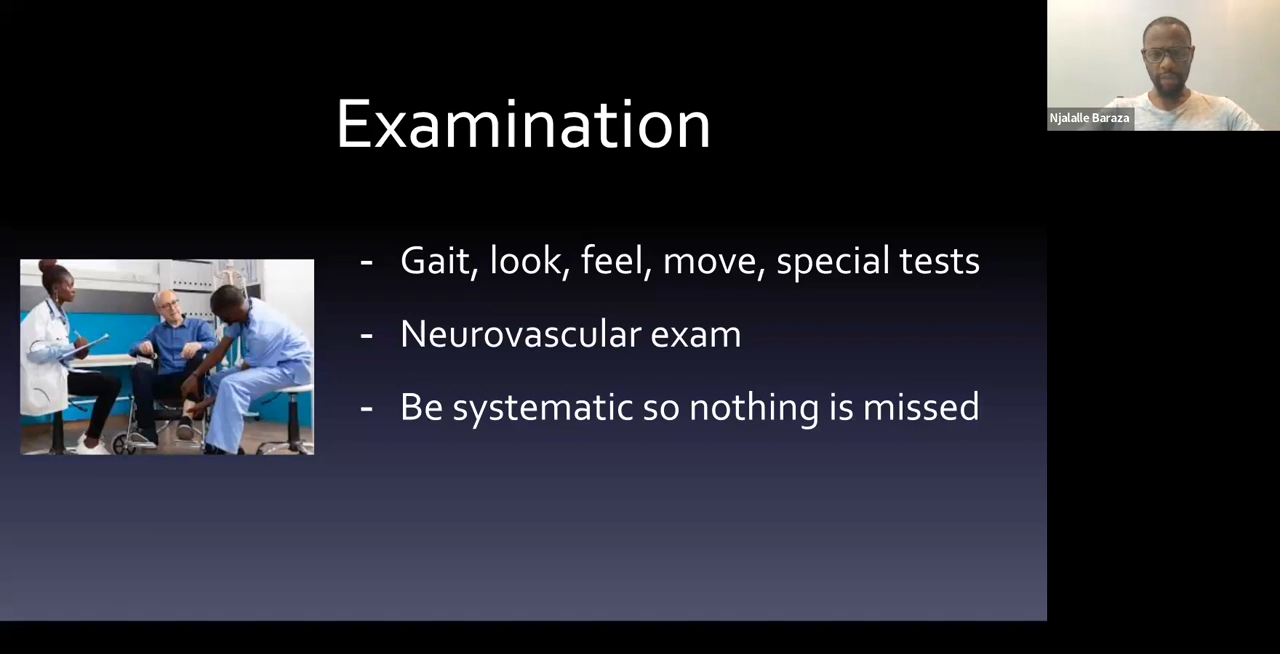 Examination
- Gait, look, feel, move, special tests
- Neurovascular exam
- Be systematic so nothing is missed
Njalalle Baraza